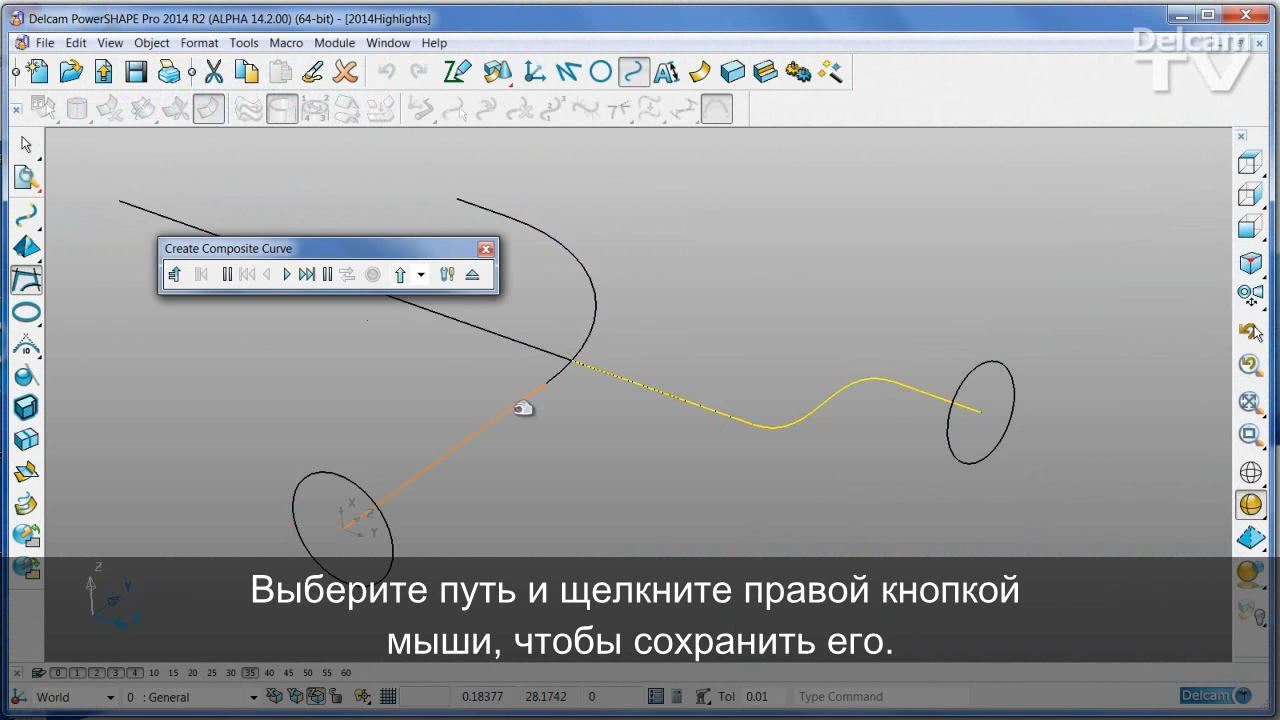 Delcam PowerSHAPE Pro 2014 R2 (ALPHA 14.2.00) (64-bit) - [2014Highlights]
File Edit View Object Format Tools Macro Module Window Help
Delcam
TV
Create Composite Curve
X
Z
Y
Z
Y
X
Выберите путь и щелкните правой кнопкой
мыши, чтобы сохранить его.
0 1 2 3 4 10 15 20 25 30 35 40 45 50 55 60
World 0 : General 0.18377 28.1742 0 Tol 0.01 Type Command Delcam